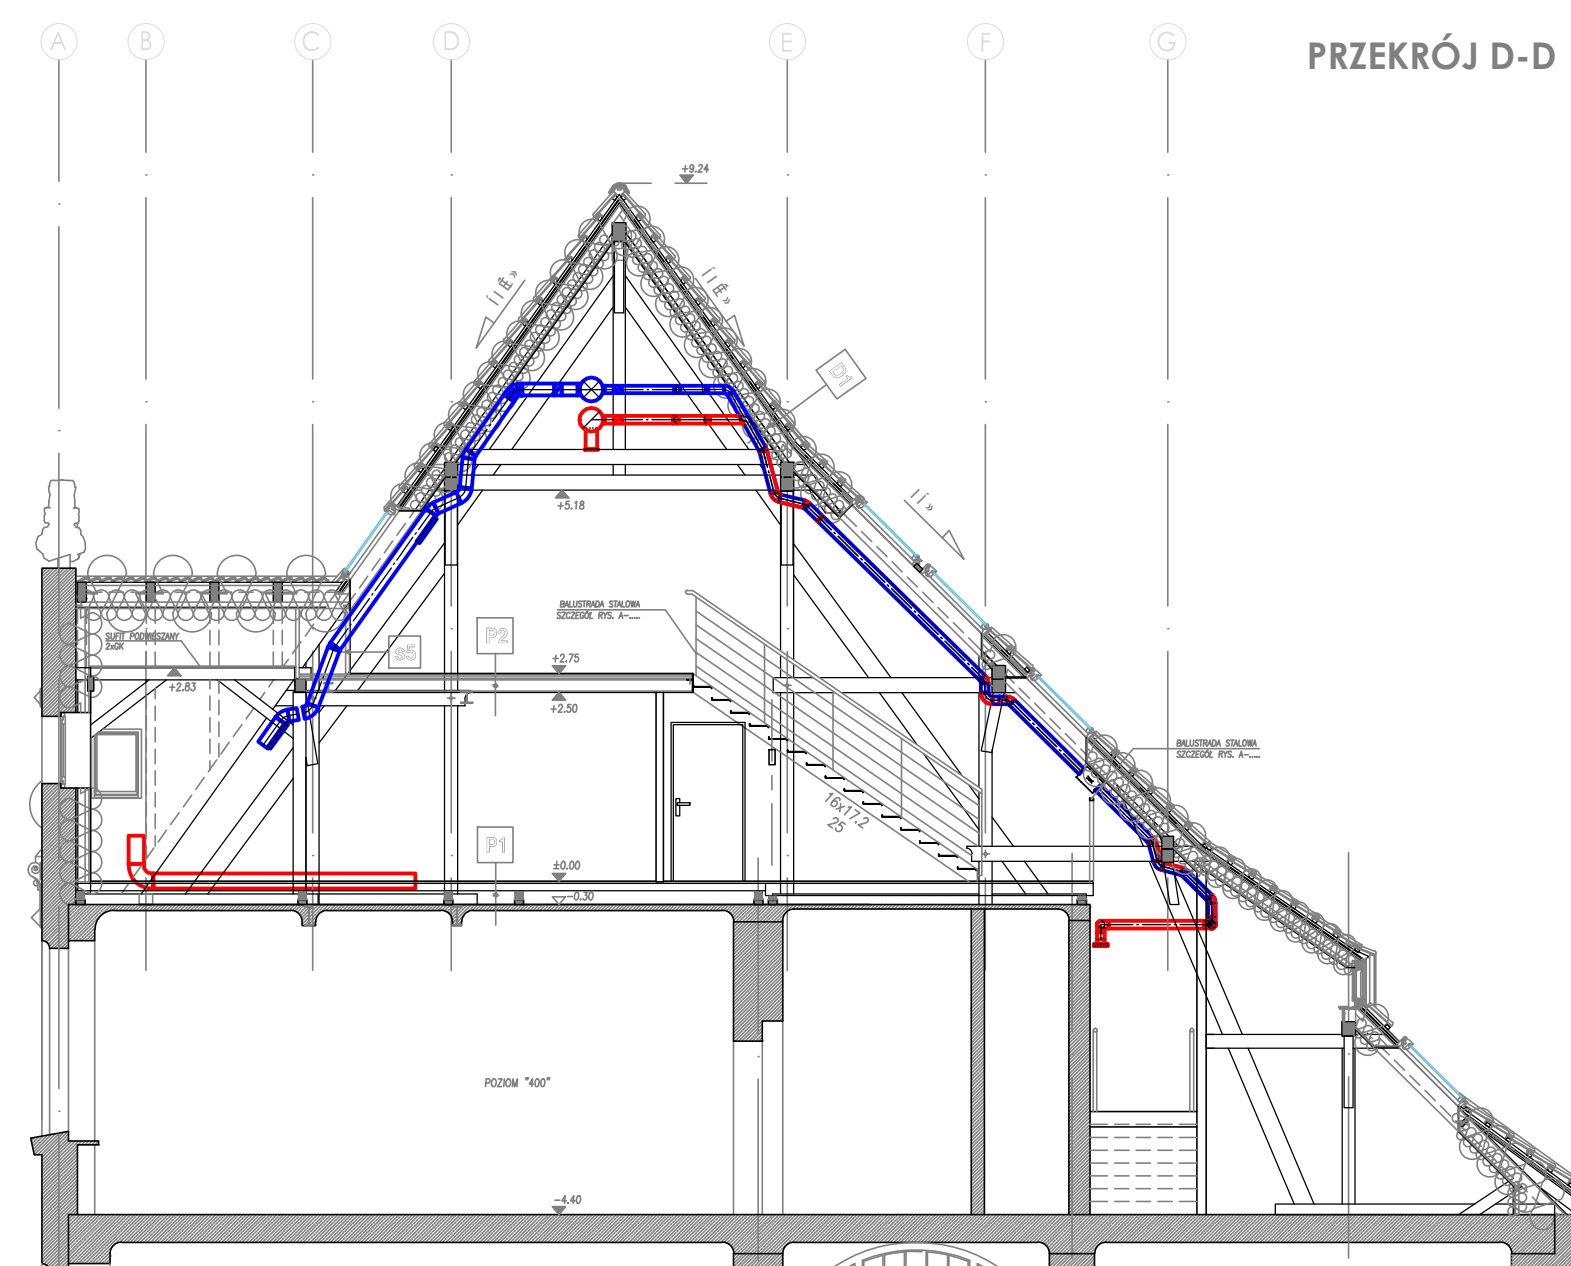 A B C D E F G
PRZEKRÓJ D-D
+9.24
D1
+5.18
BALUSTRADA STALOWA
SZCZEGÓŁ RYS. A-.....
SUFIT PODWIESZANY
2xGK
S5
P2
+2.75
+2.83
+2.50
BALUSTRADA STALOWA
SZCZEGÓŁ RYS. A-.....
16x17.2
25
P1
±0.00
-0.30
POZIOM "400"
-4.40